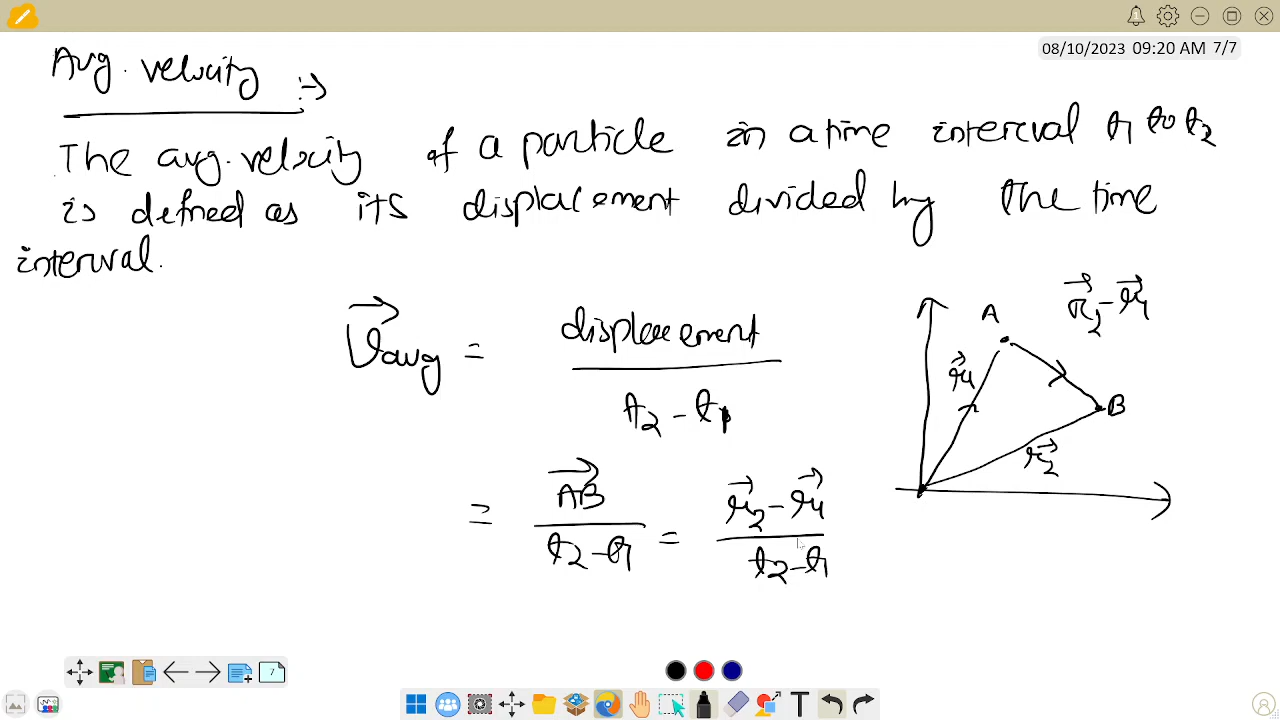 08/10/2023 09:20 AM 7/7
Avg. velocity :→
The avg. velocity of a particle in a time interval t₁ to t₂
is defined as its displacement divided by the time
interval.
V⃗avg = displacement / t₂ - t₁
= A⃗B / t₂ - t₁ = r⃗₂ - r⃗₁ / t₂ - t₁
A
r⃗₂ - r⃗₁
r⃗₁
B
r⃗₂
7
T